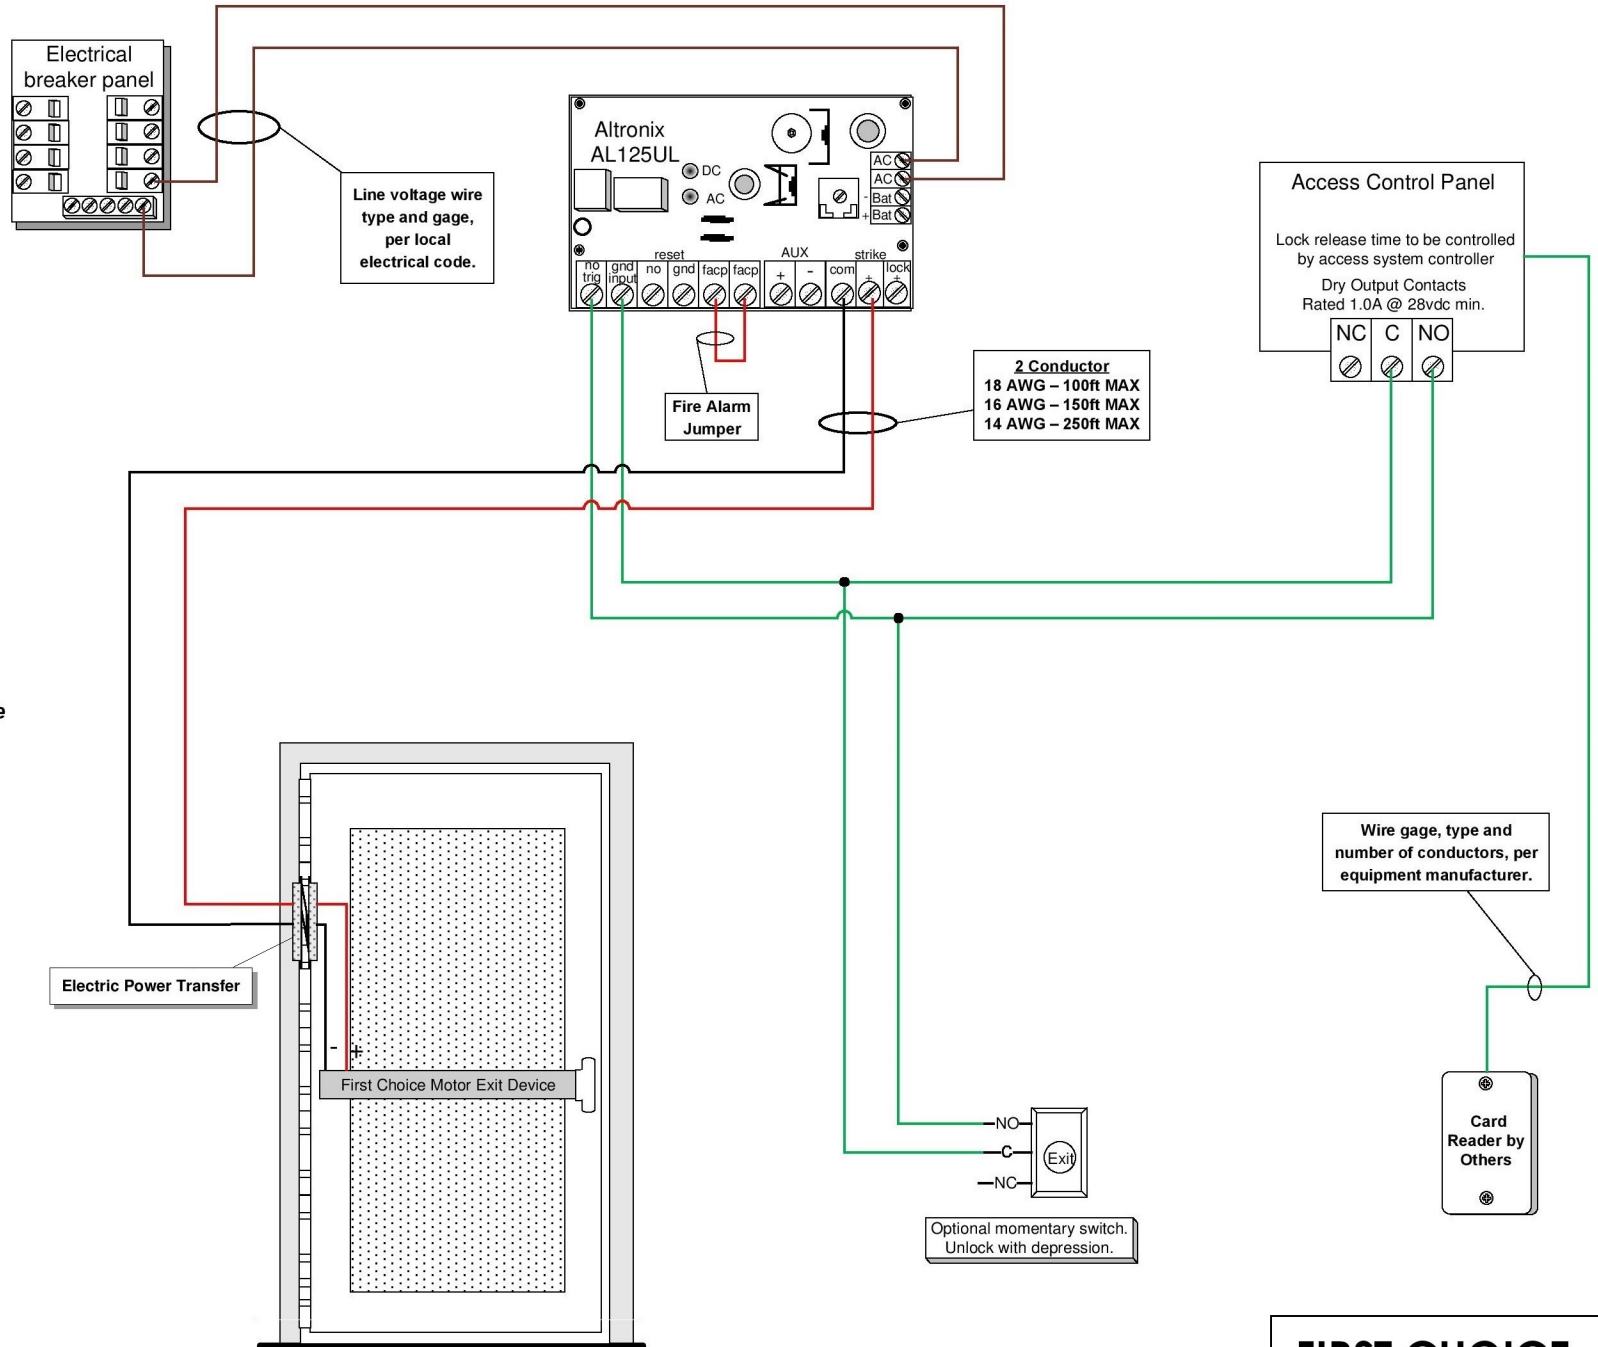 Electrical
breaker panel
Line voltage wire
type and gage,
per local
electrical code.
Altronix
AL125UL
DC
AC
AC
AC
- Bat
+ Bat
reset
AUX
strike
no trig
gnd input
no
gnd
facp
facp
+
-
com
+
lock +
Fire Alarm
Jumper
2 Conductor
18 AWG – 100ft MAX
16 AWG – 150ft MAX
14 AWG – 250ft MAX
Access Control Panel
Lock release time to be controlled
by access system controller
Dry Output Contacts
Rated 1.0A @ 28vdc min.
NC C NO
e
Electric Power Transfer
- +
First Choice Motor Exit Device
NO
C
NC
Exit
Optional momentary switch.
Unlock with depression.
Wire gage, type and
number of conductors, per
equipment manufacturer.
Card
Reader by
Others
FIRST CHOICE